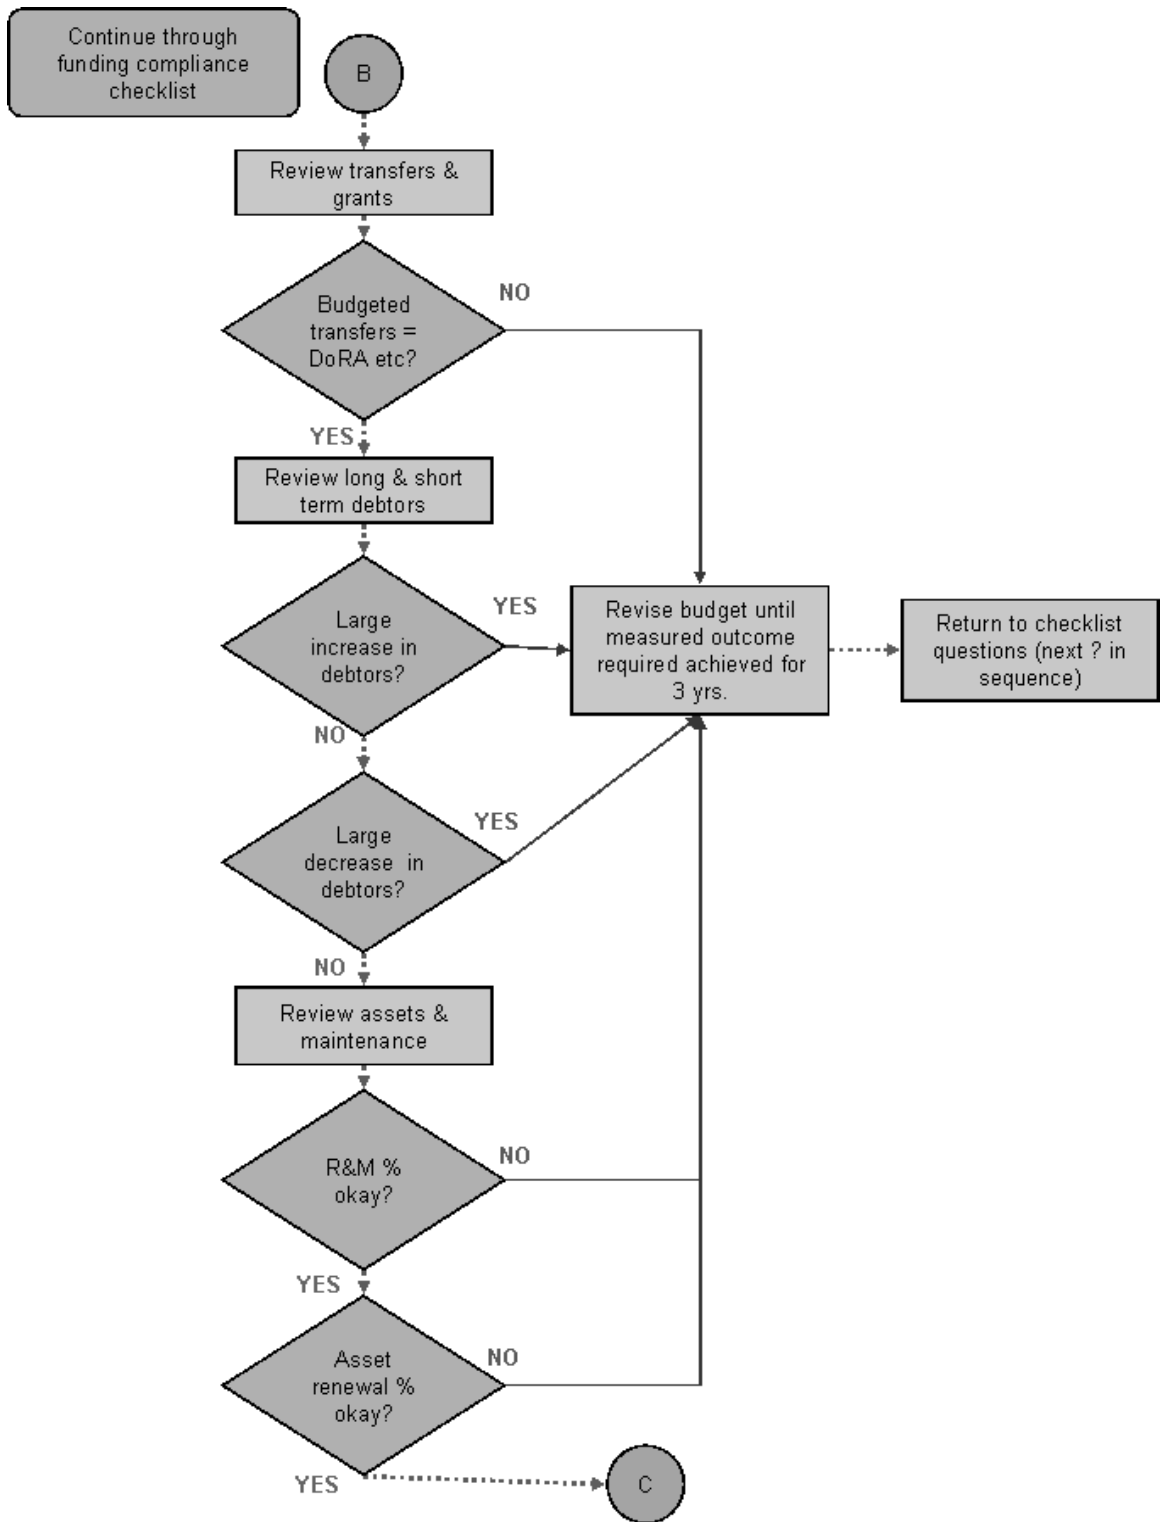 Continue through
funding compliance
checklist
B
Review transfers &
grants
Budgeted
transfers =
DoRA etc?
NO
YES
Review long & short
term debtors
Large
increase in
debtors?
YES
Revise budget until
measured outcome
required achieved for
3 yrs.
Return to checklist
questions (next ? in
sequence)
NO
Large
decrease in
debtors?
YES
NO
Review assets &
maintenance
R&M %
okay?
NO
YES
Asset
renewal %
okay?
NO
YES
C